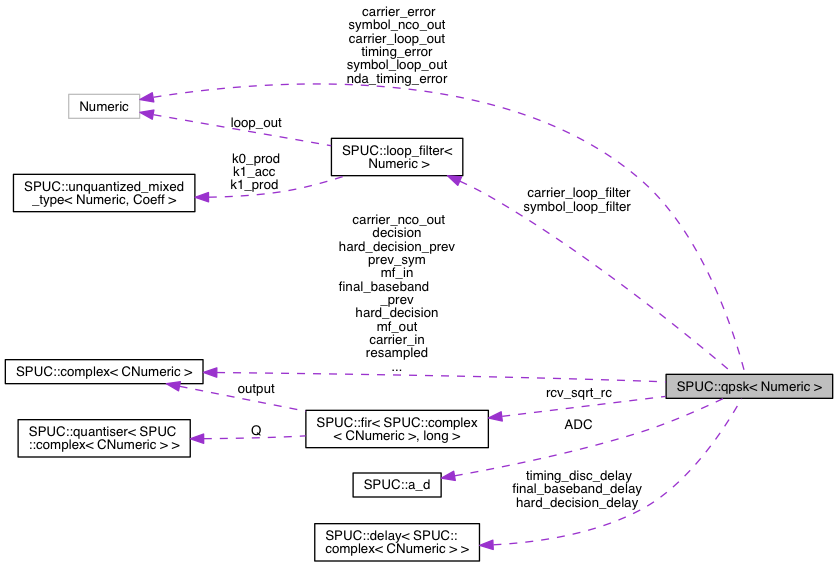 carrier_error
symbol_nco_out
carrier_loop_out
timing_error
symbol_loop_out
nda_timing_error
Numeric
loop_out
SPUC::loop_filter<
Numeric >
k0_prod
k1_acc
k1_prod
SPUC::unquantized_mixed
_type< Numeric, Coeff >
carrier_loop_filter
symbol_loop_filter
carrier_nco_out
decision
hard_decision_prev
prev_sym
mf_in
final_baseband
_prev
hard_decision
mf_out
carrier_in
resampled
...
SPUC::complex< CNumeric >
SPUC::qpsk< Numeric >
output
rcv_sqrt_rc
SPUC::fir< SPUC::complex
< CNumeric >, long >
ADC
SPUC::quantiser< SPUC
::complex< CNumeric > >
Q
SPUC::a_d
timing_disc_delay
final_baseband_delay
hard_decision_delay
SPUC::delay< SPUC::
complex< CNumeric > >